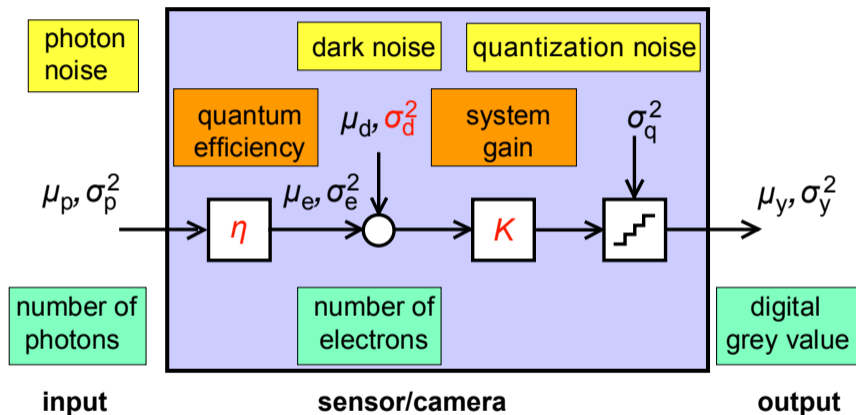 photon
noise
dark noise
quantization noise
quantum
efficiency
μd,σd²
system
gain
σq²
μp,σp²
η
μe,σe²
K
μy,σy²
number of
photons
number of
electrons
digital
grey value
input
sensor/camera
output